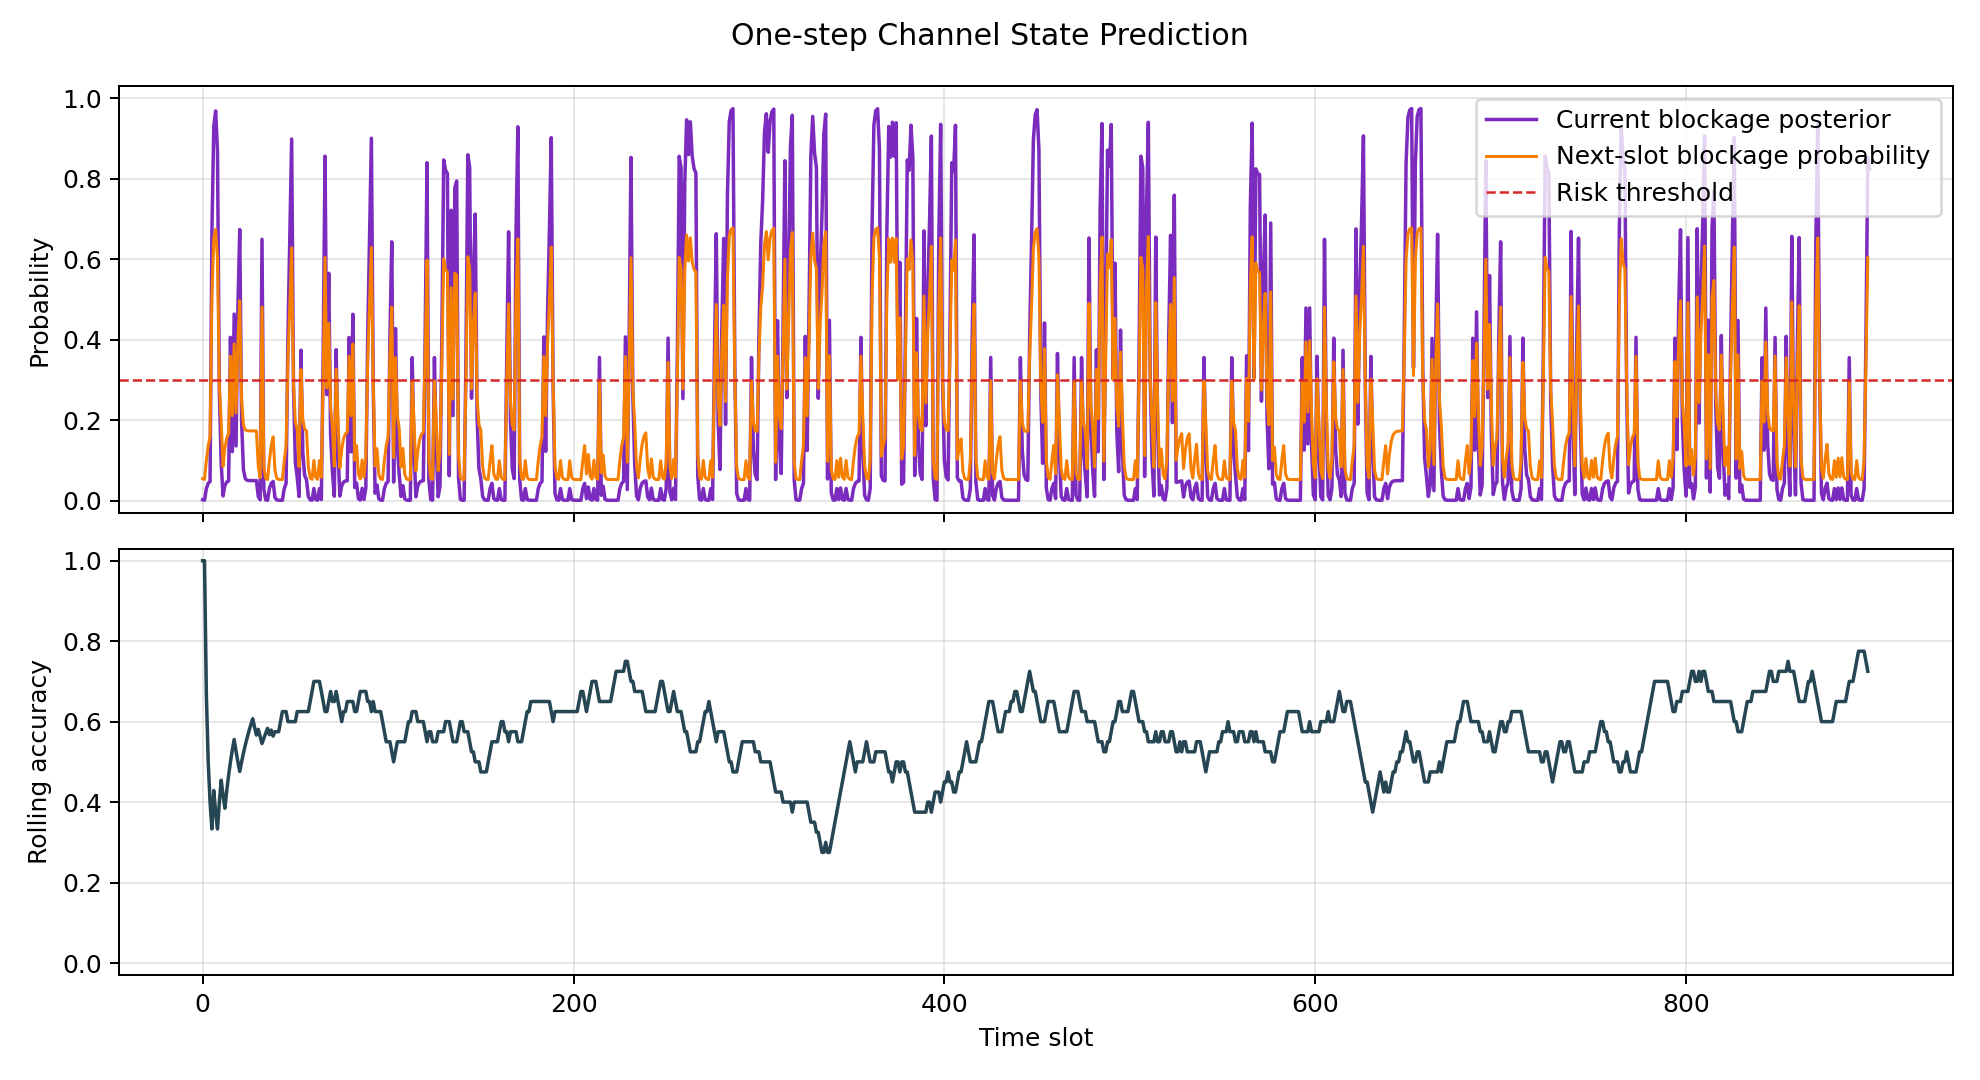 One-step Channel State Prediction
1.0
0.8
0.6
0.4
0.2
0.0
Probability
Current blockage posterior
Next-slot blockage probability
Risk threshold
1.0
0.8
0.6
0.4
0.2
0.0
Rolling accuracy
0 200 400 600 800
Time slot